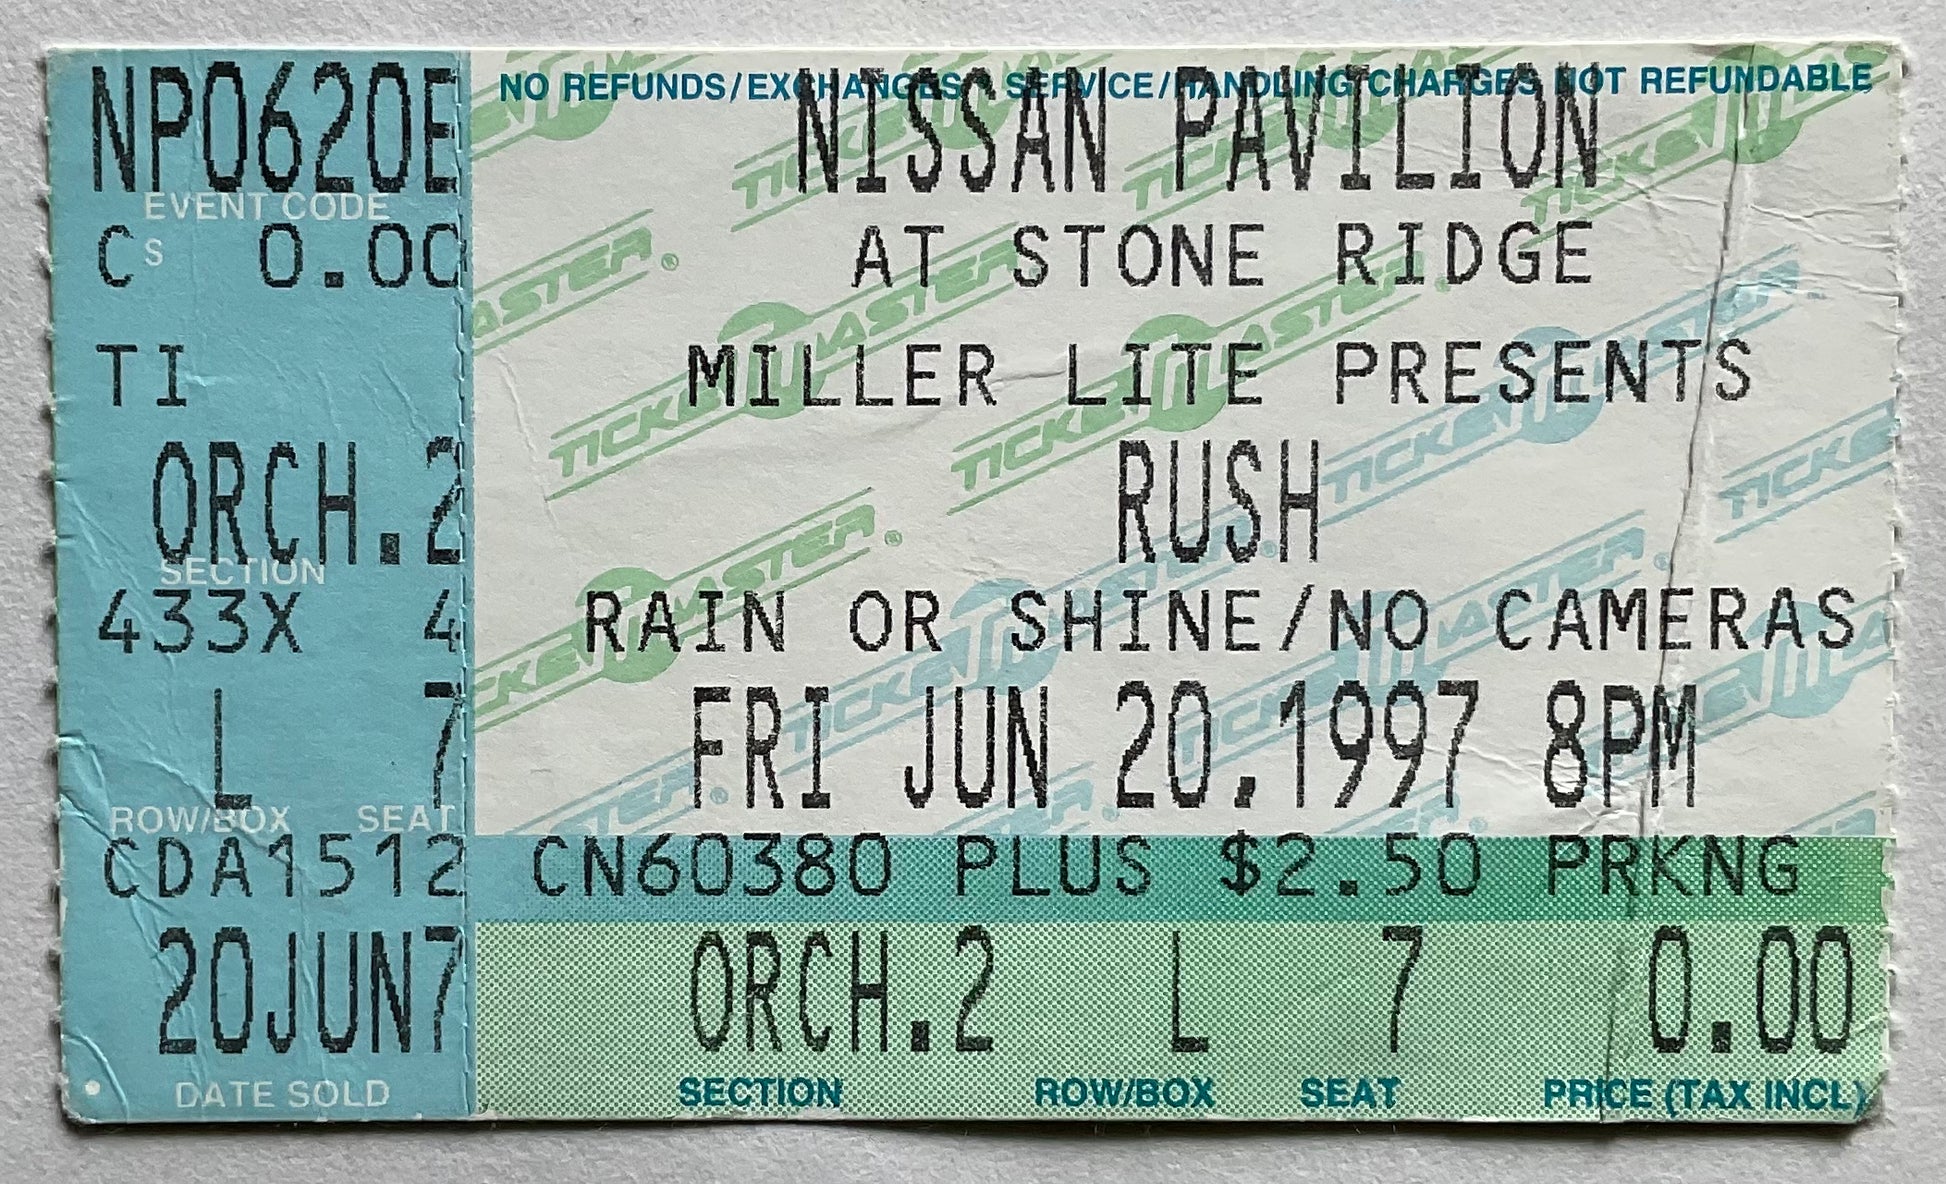 NP0620E
EVENT CODE
C S 0.00
TI
ORCH.2
SECTION
433X 4
L 7
ROW/BOX SEAT
CDA1512
20JUN7
DATE SOLD
NO REFUNDS/EXCHANGES SERVICE/HANDLING CHARGES NOT REFUNDABLE
NISSAN PAVILION
AT STONE RIDGE
MILLER LITE PRESENTS
RUSH
RAIN OR SHINE/NO CAMERAS
FRI JUN 20,1997 8PM
CN60380 PLUS $2.50 PRKNG
ORCH.2 L 7 0.00
SECTION ROW/BOX SEAT PRICE (TAX INCL)
TICKETMASTER®